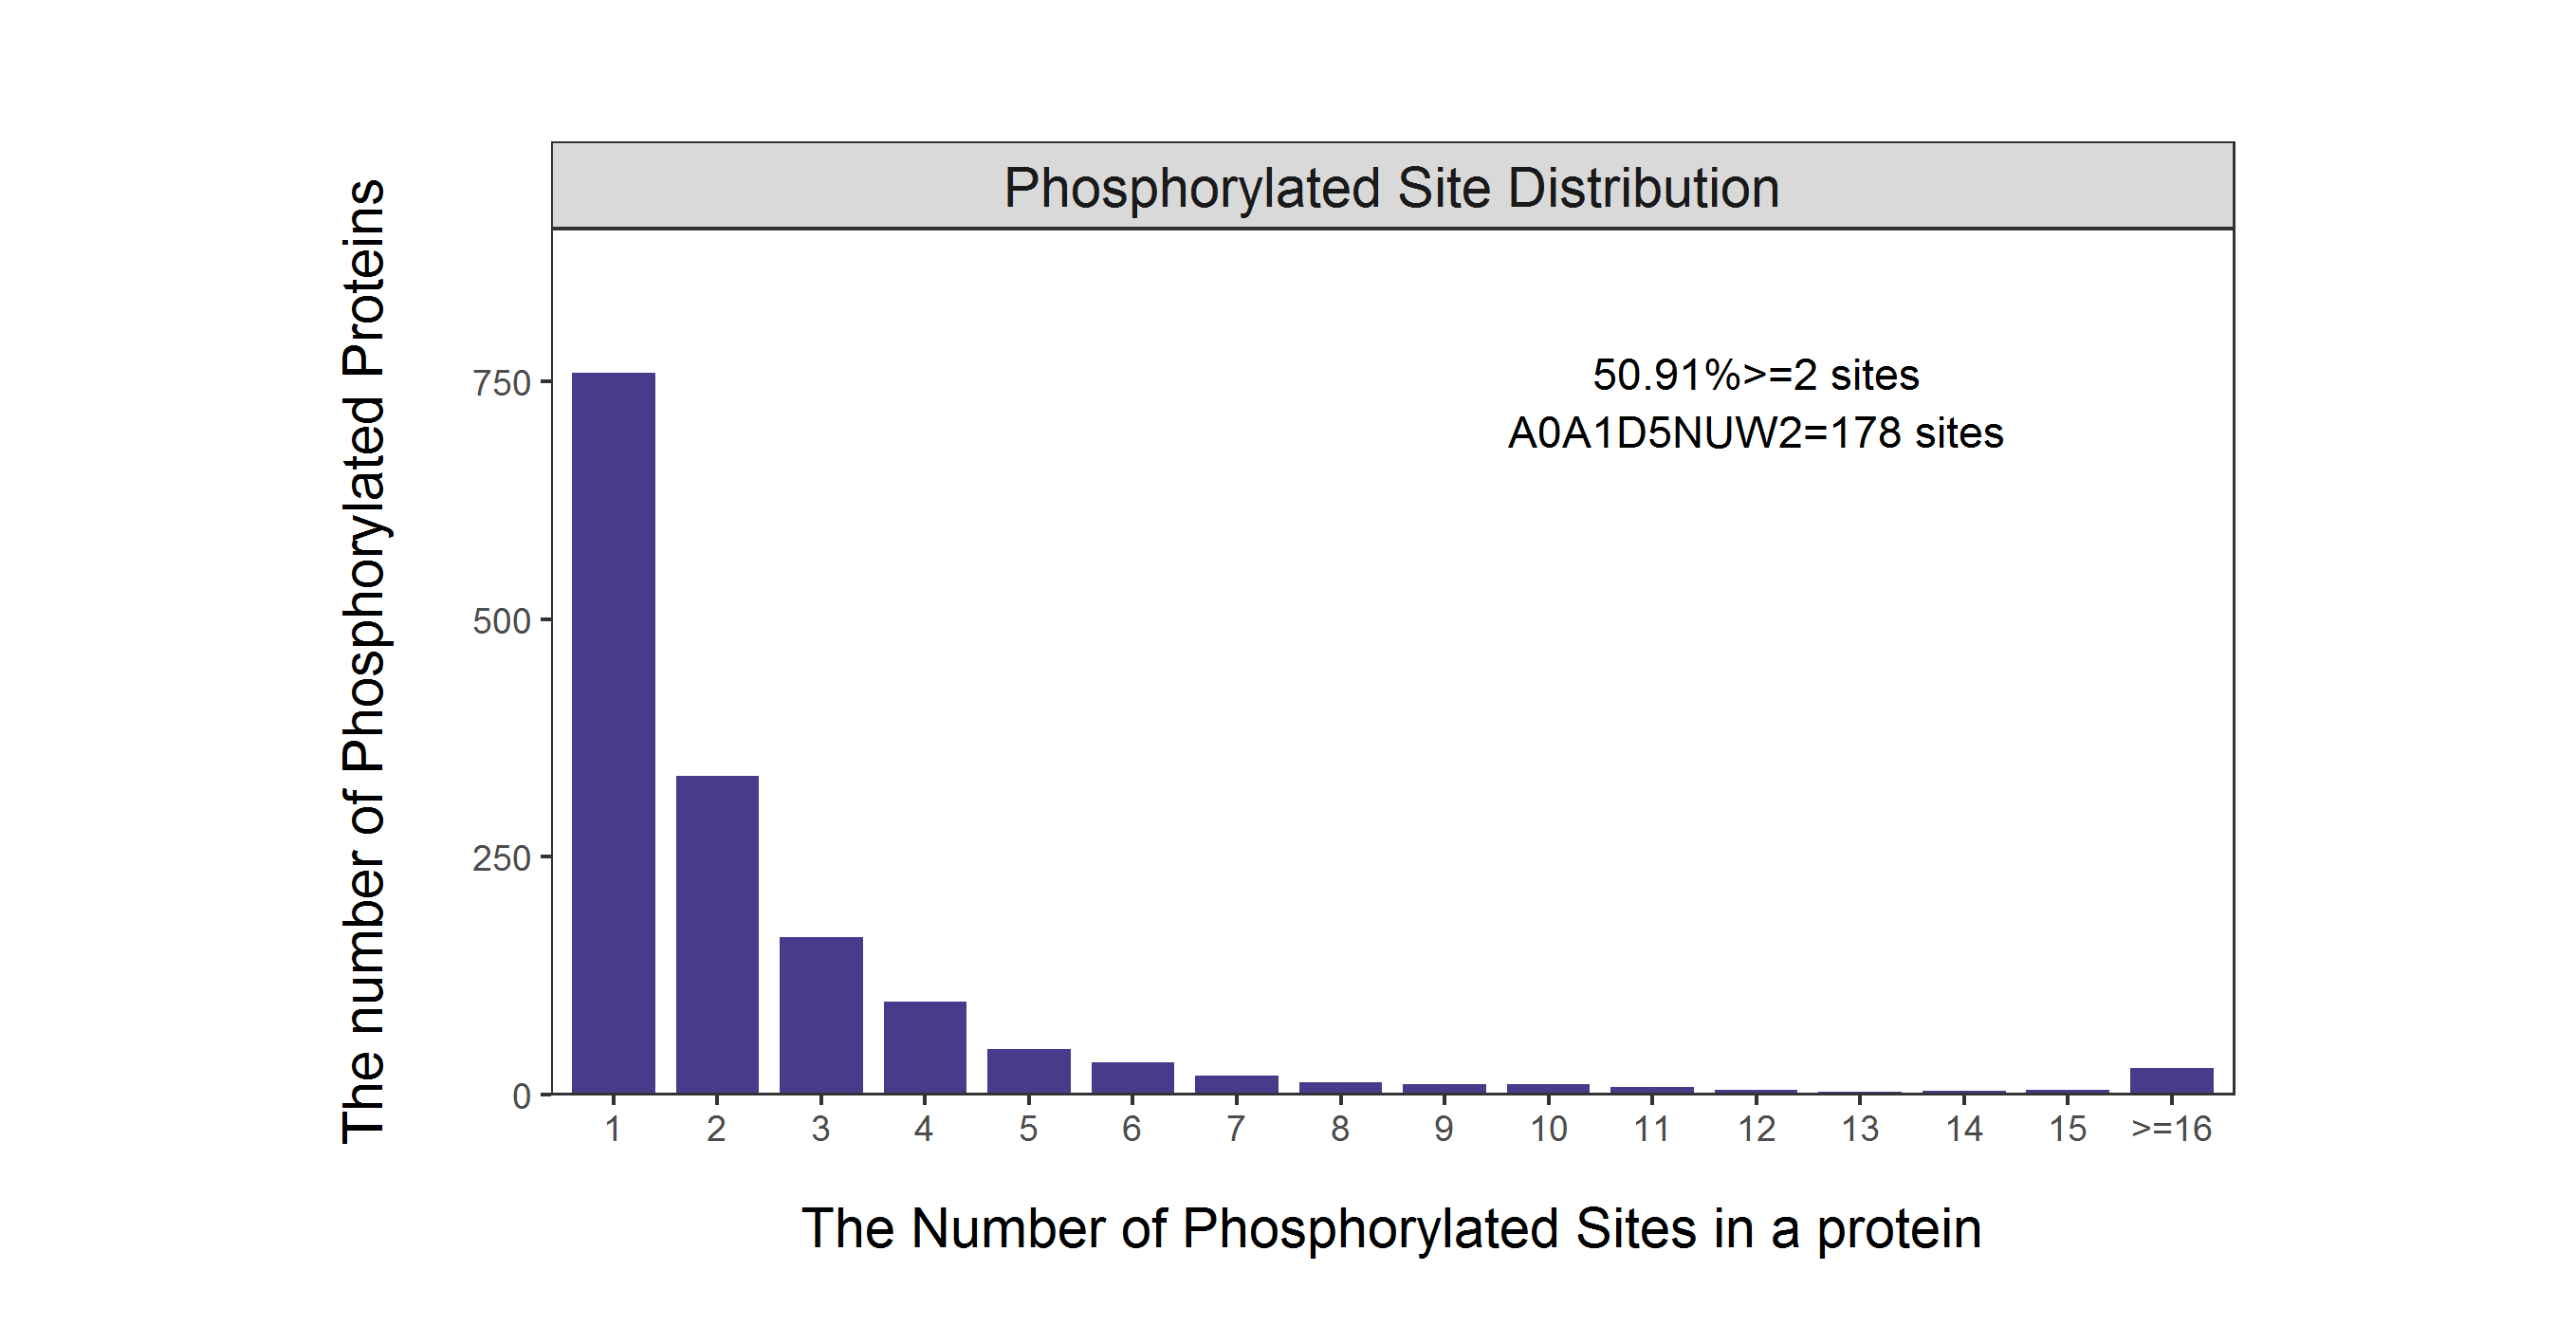 Phosphorylated Site Distribution
The number of Phosphorylated Proteins
750
500
250
0
50.91%>=2 sites
A0A1D5NUW2=178 sites
1 2 3 4 5 6 7 8 9 10 11 12 13 14 15 >=16
The Number of Phosphorylated Sites in a protein